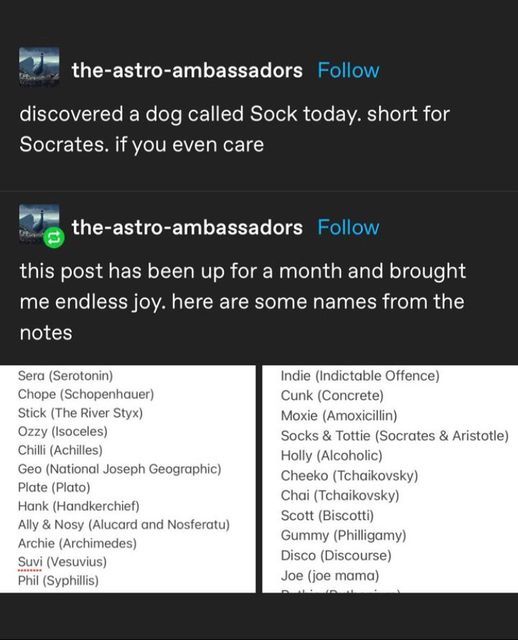 the-astro-ambassadors Follow
discovered a dog called Sock today. short for
Socrates. if you even care
the-astro-ambassadors Follow
this post has been up for a month and brought
me endless joy. here are some names from the
notes
Sera (Serotonin)
Chope (Schopenhauer)
Stick (The River Styx)
Ozzy (Isoceles)
Chilli (Achilles)
Geo (National Joseph Geographic)
Plate (Plato)
Hank (Handkerchief)
Ally & Nosy (Alucard and Nosferatu)
Archie (Archimedes)
Suvi (Vesuvius)
Phil (Syphillis)
Indie (Indictable Offence)
Cunk (Concrete)
Moxie (Amoxicillin)
Socks & Tottie (Socrates & Aristotle)
Holly (Alcoholic)
Cheeko (Tchaikovsky)
Chai (Tchaikovsky)
Scott (Biscotti)
Gummy (Philligamy)
Disco (Discourse)
Joe (joe mama)